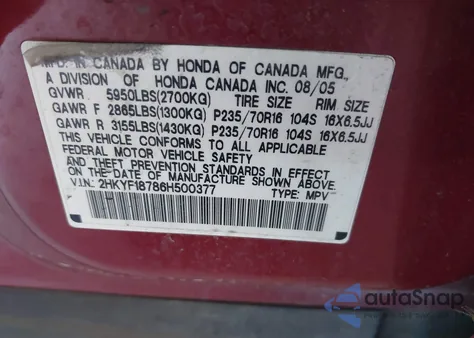 MFD. IN CANADA BY HONDA OF CANADA MFG.,
A DIVISION OF HONDA CANADA INC. 08/05
GVWR 5950LBS(2700KG) TIRE SIZE RIM SIZE
GAWR F 2865LBS(1300KG) P235/70R16 104S 16X6.5JJ
GAWR R 3155LBS(1430KG) P235/70R16 104S 16X6.5JJ
THIS VEHICLE CONFORMS TO ALL APPLICABLE
FEDERAL MOTOR VEHICLE SAFETY
STANDARDS IN EFFECT ON THE
DATE OF MANUFACTURE SHOWN ABOVE.
V.I.N: 2HKYF18786H500377 TYPE: MPV
autoSnap